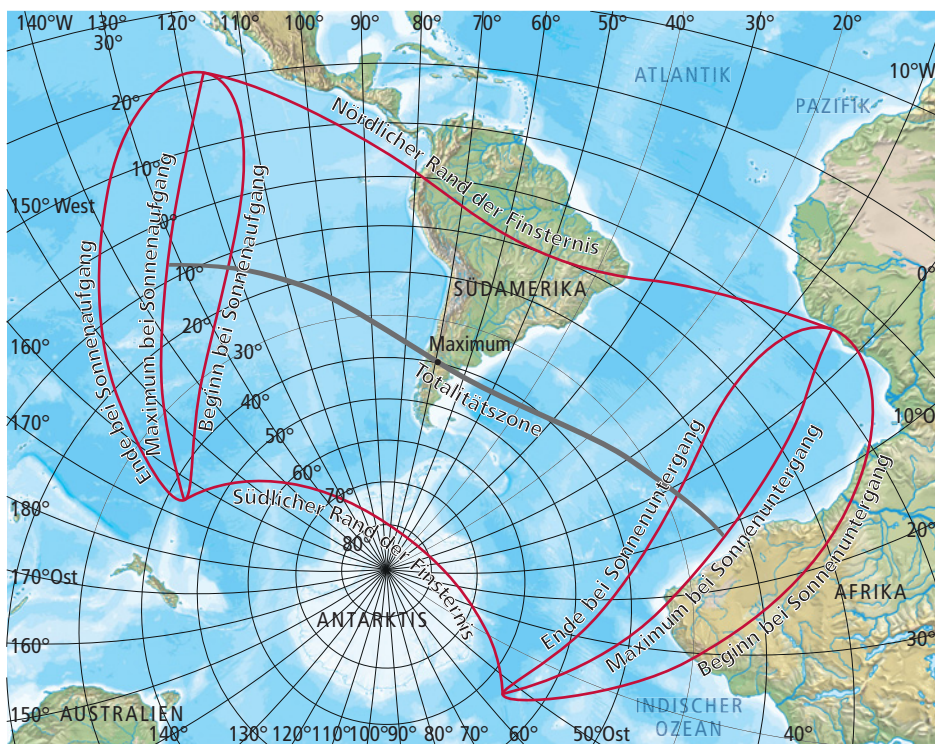 140°W 120° 110° 100° 90° 80° 70° 60° 50° 40° 30° 20°
30°
20°
10°
0°
10°
20°
30°
40°
50°
60°
70°
80°
10°W
0°
10°O
20°
30°
150° West
160°
170°
180°
170° Ost
160°
150°
140° 120° 110° 100° 90° 80° 70° 60° 50° Ost 40°
ATLANTIK
PAZIFIK
Nördlicher Rand der Finsternis
Ende bei Sonnenaufgang
Maximum bei Sonnenaufgang
Beginn bei Sonnenaufgang
SÜDAMERIKA
Maximum
Totalitätszone
Südlicher Rand der Finsternis
Ende bei Sonnenuntergang
Maximum bei Sonnenuntergang
Beginn bei Sonnenuntergang
AFRIKA
ANTARKTIS
AUSTRALIEN
INDISCHER
OZEAN